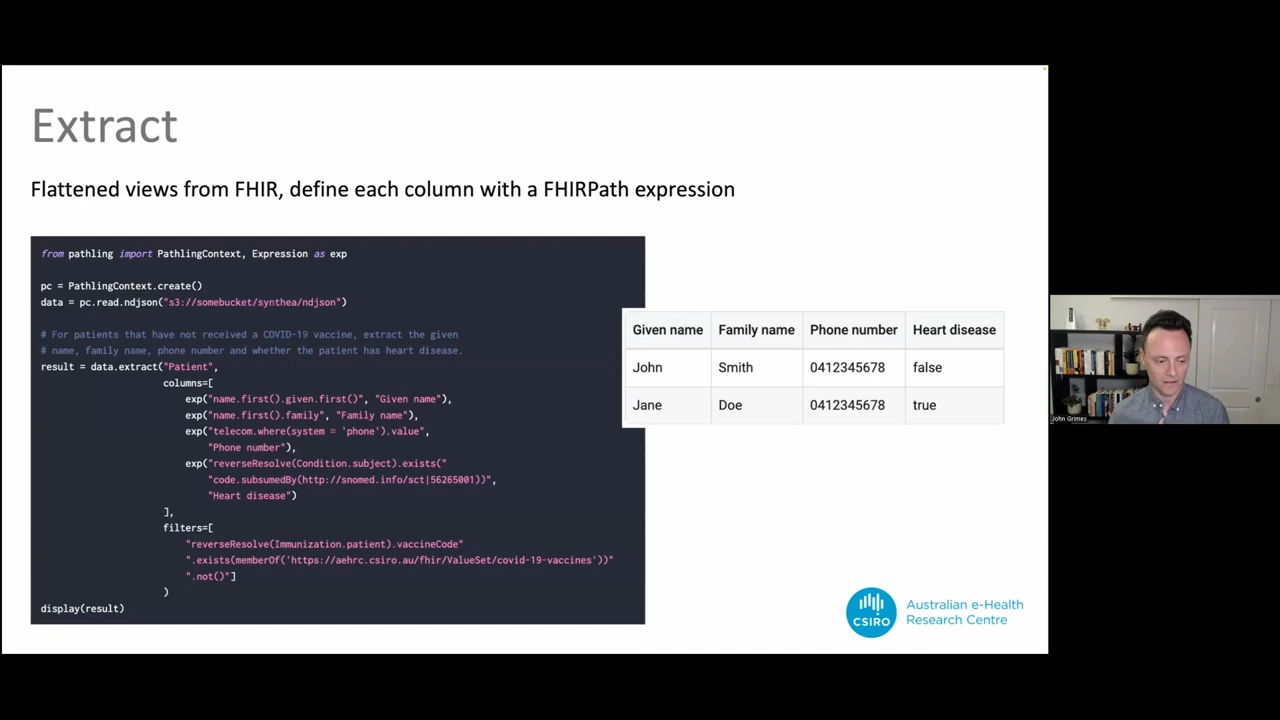 Extract
Flattened views from FHIR, define each column with a FHIRPath expression
from pathling import PathlingContext, Expression as exp
pc = PathlingContext.create()
data = pc.read.ndjson("s3://somebucket/synthea/ndjson")
# For patients that have not received a COVID-19 vaccine, extract the given
# name, family name, phone number and whether the patient has heart disease.
result = data.extract("Patient",
columns=[
exp("name.first().given.first()", "Given name"),
exp("name.first().family", "Family name"),
exp("telecom.where(system = 'phone').value",
"Phone number"),
exp("reverseResolve(Condition.subject).exists("
"code.subsumedBy(http://snomed.info/sct|56265001))",
"Heart disease")
],
filters=[
"reverseResolve(Immunization.patient).vaccineCode"
".exists(memberOf('https://aehrc.csiro.au/fhir/ValueSet/covid-19-vaccines'))"
".not()"]
)
display(result)
Given name Family name Phone number Heart disease
John Smith 0412345678 false
Jane Doe 0412345678 true
CSIRO
Australian e-Health
Research Centre
John Grimes